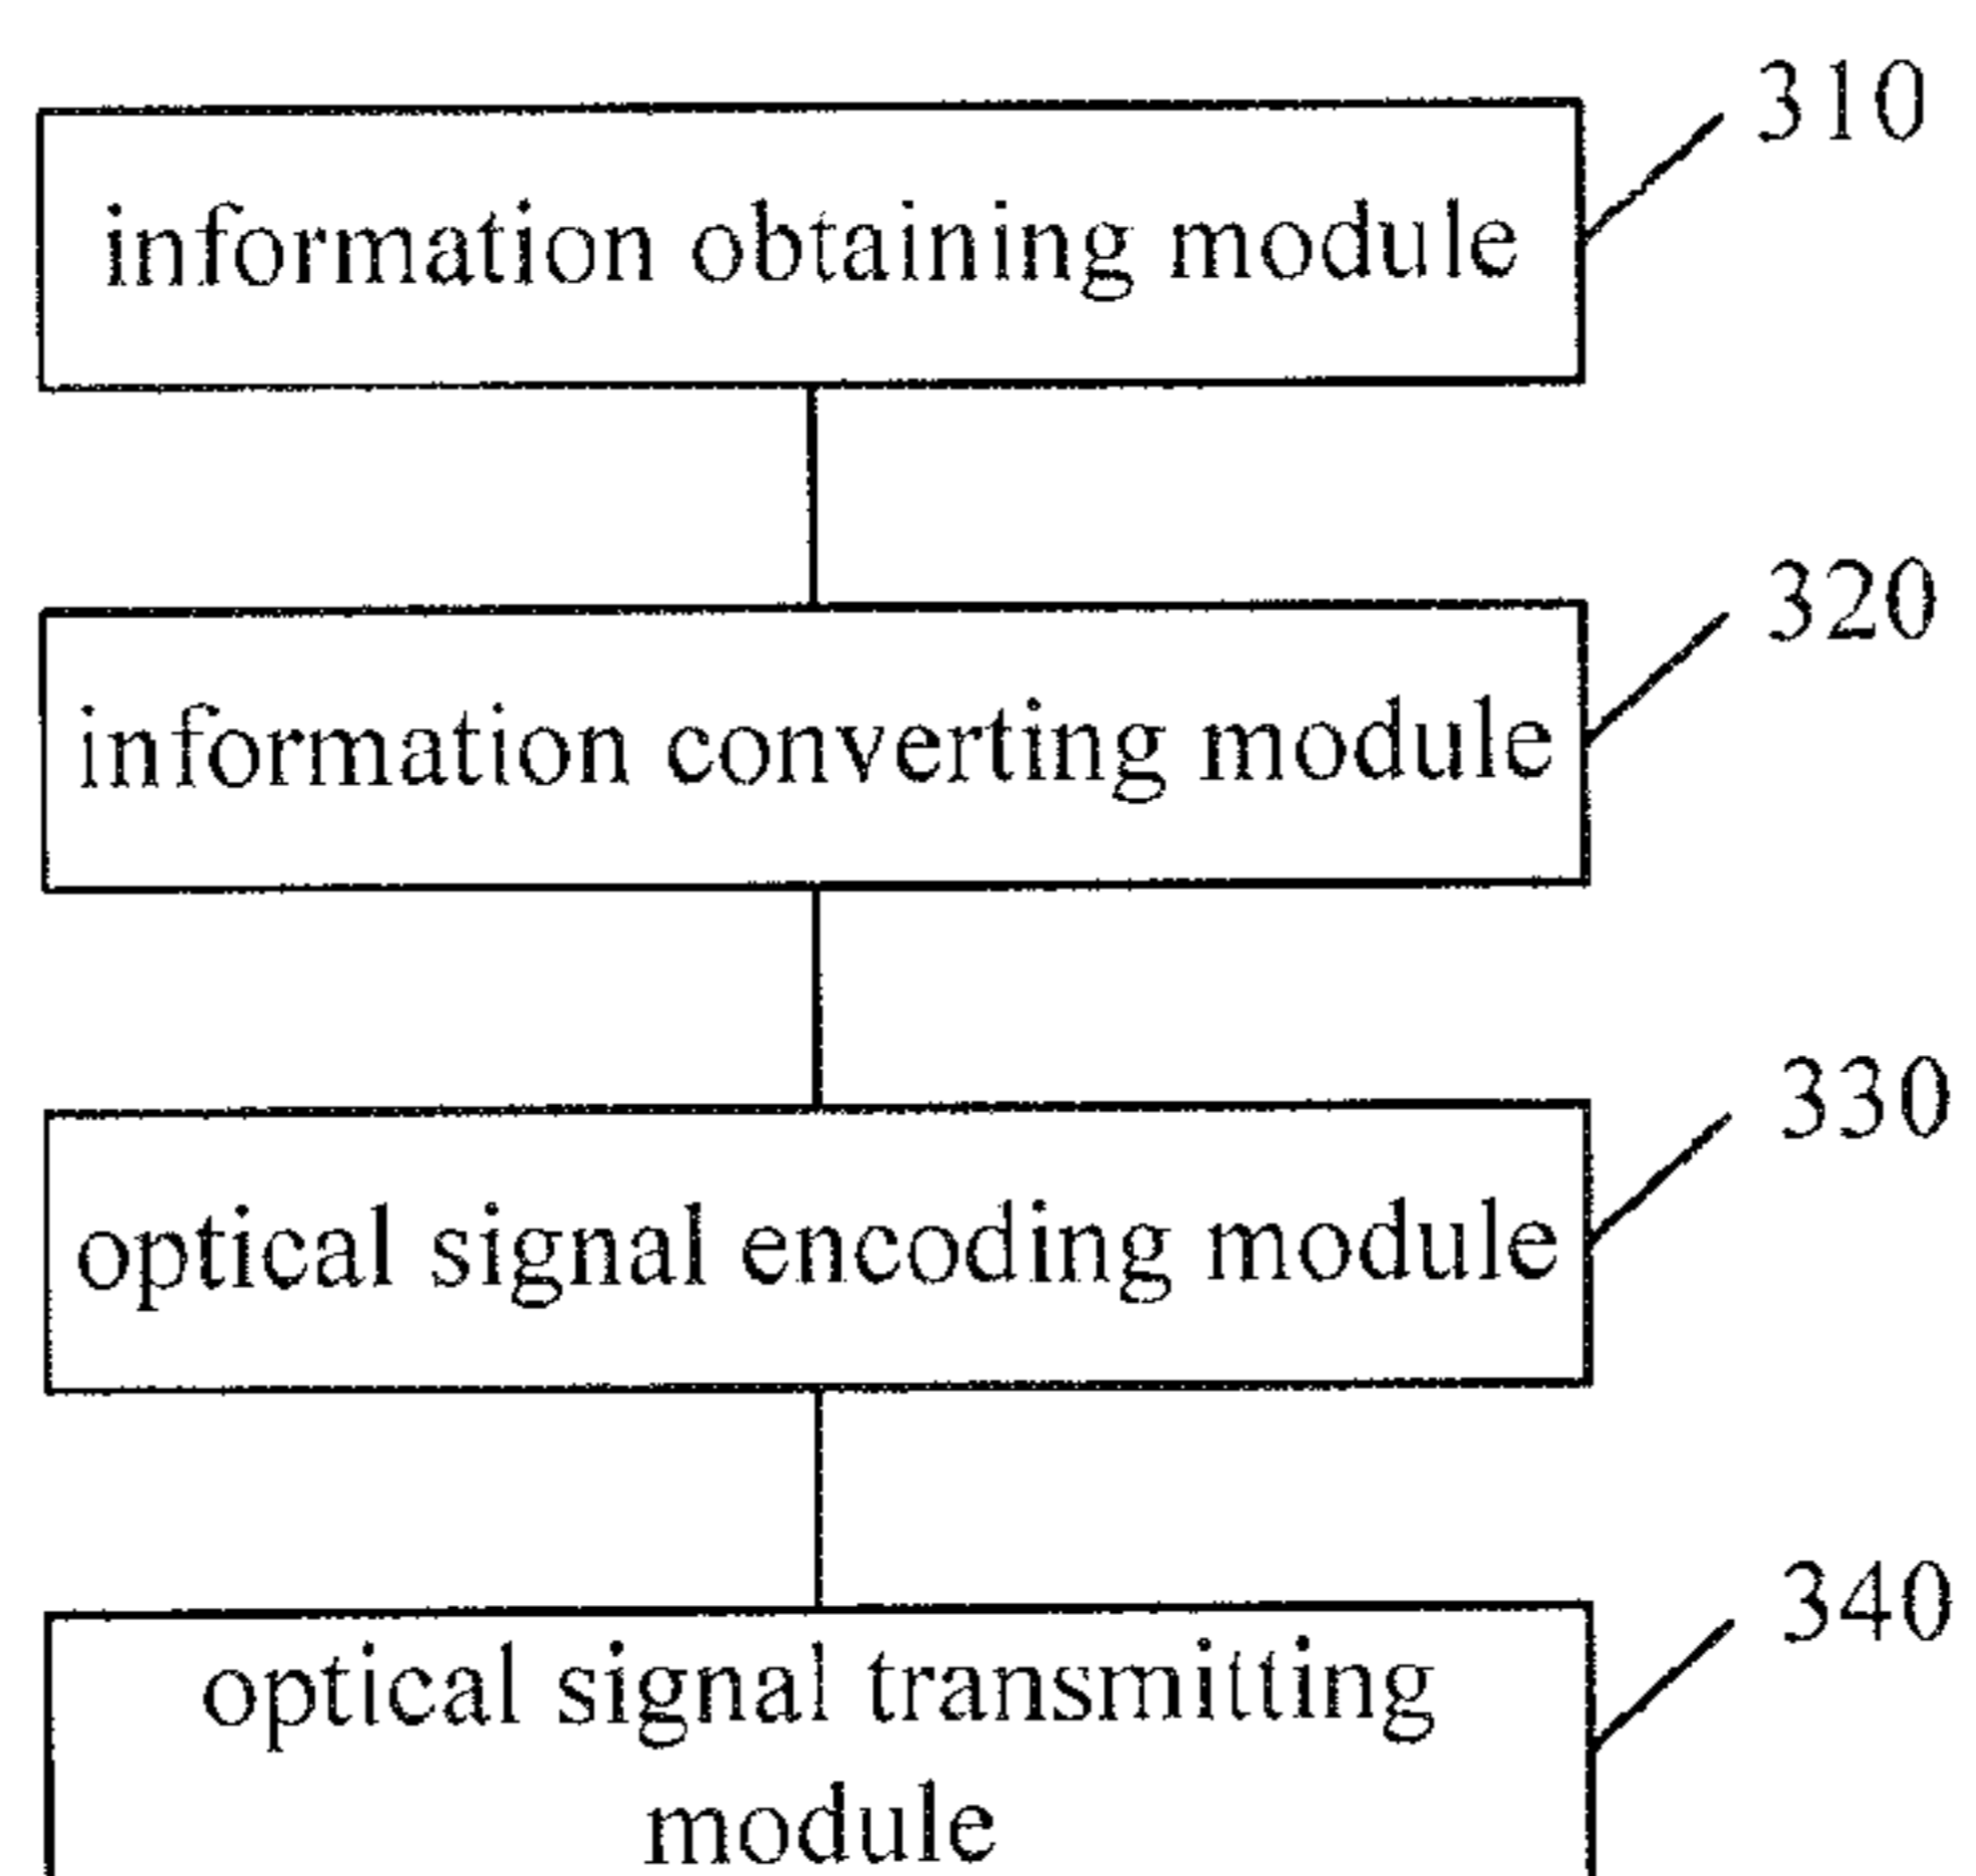 310
information obtaining module
320
information converting module
330
optical signal encoding module
340
optical signal transmitting
module